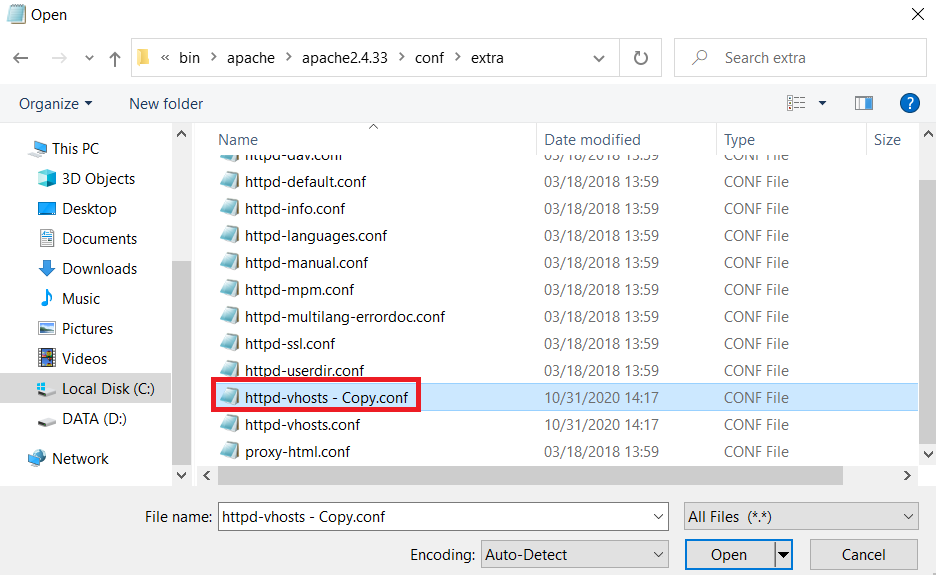 Open
« bin > apache > apache2.4.33 > conf > extra
Search extra
Organize
New folder
?
Name Date modified Type Size
This PC
3D Objects
Desktop
Documents
Downloads
Music
Pictures
Videos
Local Disk (C:)
DATA (D:)
Network
httpd-dav.conf 03/18/2018 13:59 CONF File
httpd-default.conf 03/18/2018 13:59 CONF File
httpd-info.conf 03/18/2018 13:59 CONF File
httpd-languages.conf 03/18/2018 13:59 CONF File
httpd-manual.conf 03/18/2018 13:59 CONF File
httpd-mpm.conf 03/18/2018 13:59 CONF File
httpd-multilang-errordoc.conf 03/18/2018 13:59 CONF File
httpd-ssl.conf 03/18/2018 13:59 CONF File
httpd-userdir.conf 03/18/2018 13:59 CONF File
httpd-vhosts - Copy.conf 10/31/2020 14:17 CONF File
httpd-vhosts.conf 10/31/2020 14:17 CONF File
proxy-html.conf 03/18/2018 13:59 CONF File
File name: httpd-vhosts - Copy.conf All Files (*.*)
Encoding: Auto-Detect Open Cancel